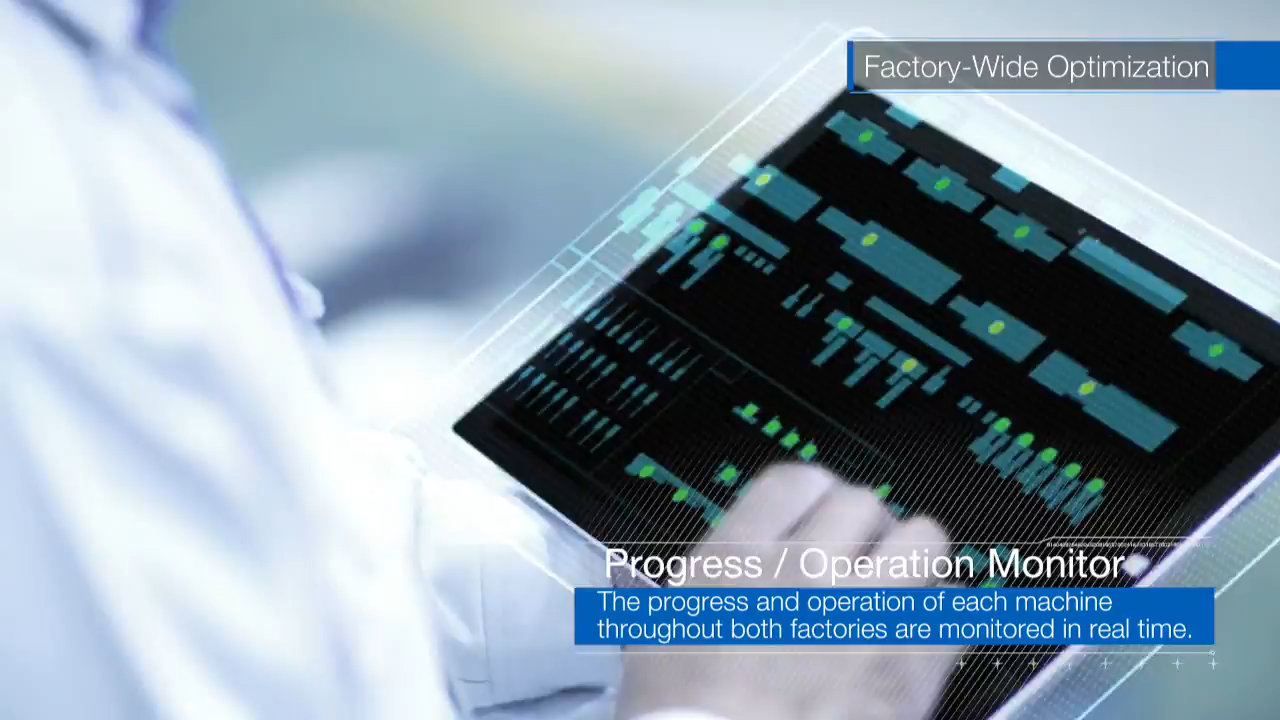 Factory-Wide Optimization
Progress / Operation Monitor
The progress and operation of each machine
throughout both factories are monitored in real time.